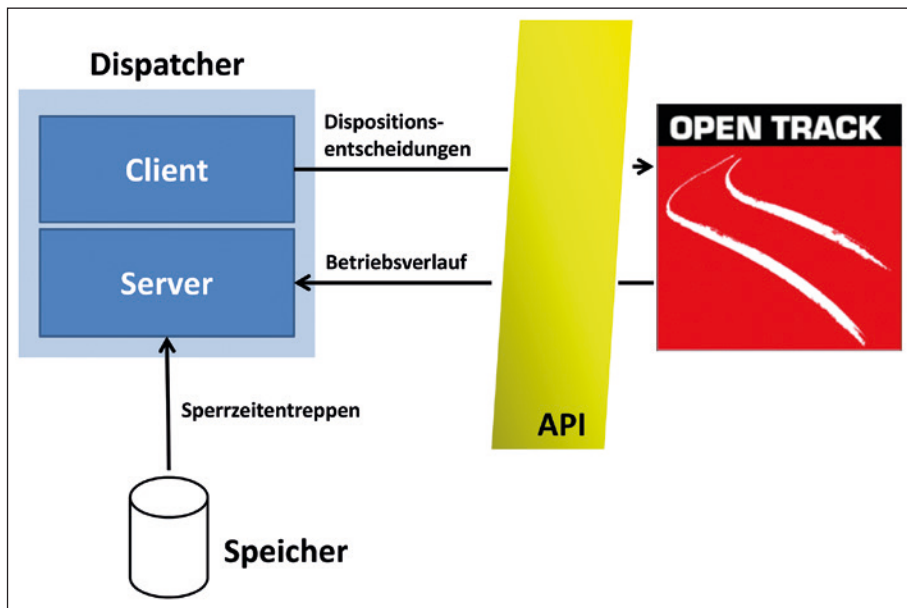 Dispatcher
Client
Server
Dispositions-
entscheidungen
Betriebsverlauf
Sperrzeitentreppen
Speicher
API
OPEN TRACK